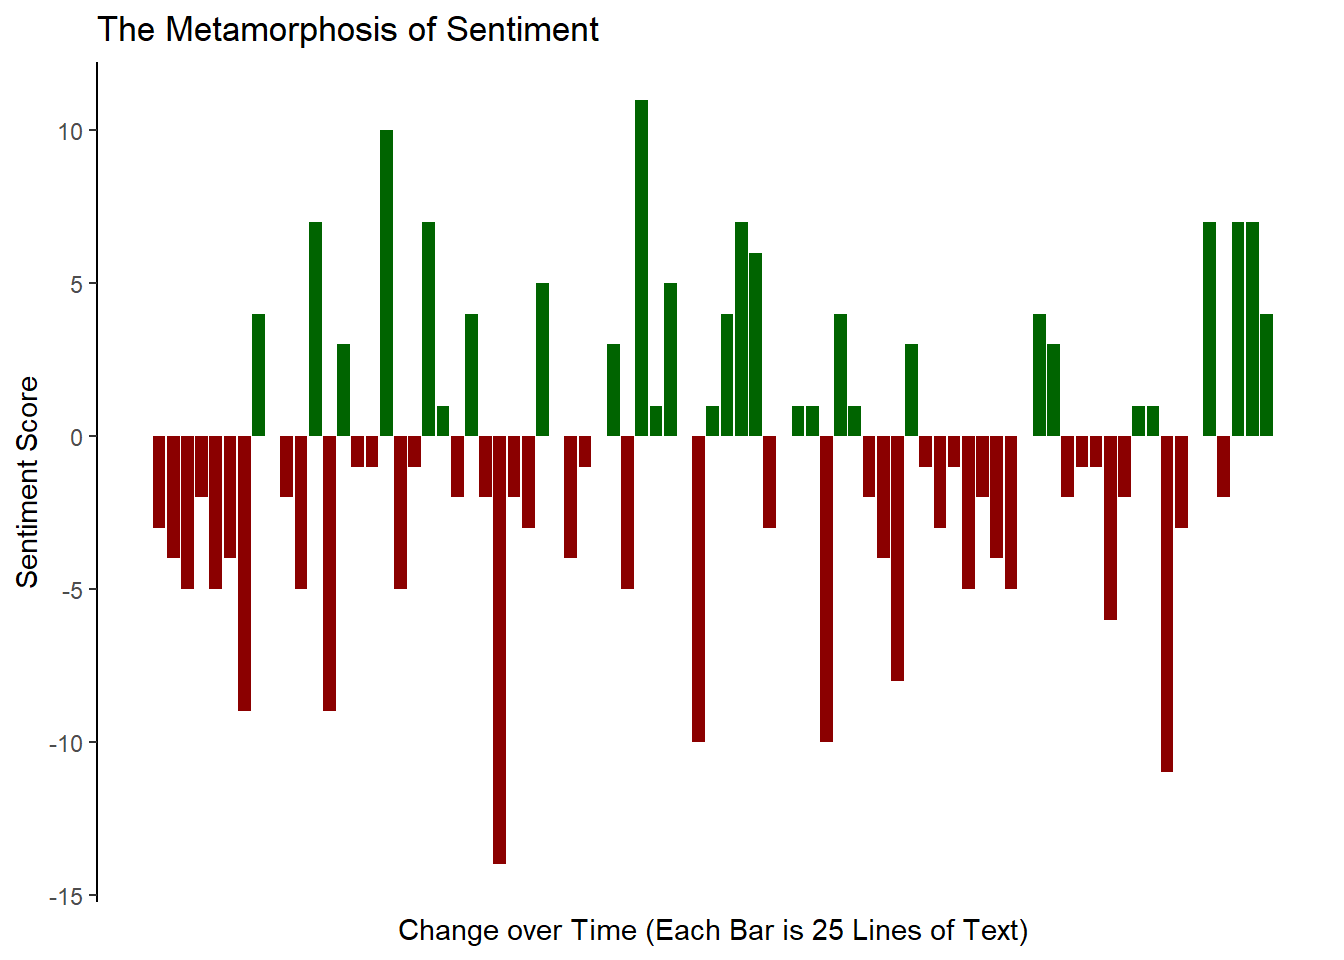 The Metamorphosis of Sentiment
10
5
0
-5
-10
-15
Sentiment Score
Change over Time (Each Bar is 25 Lines of Text)